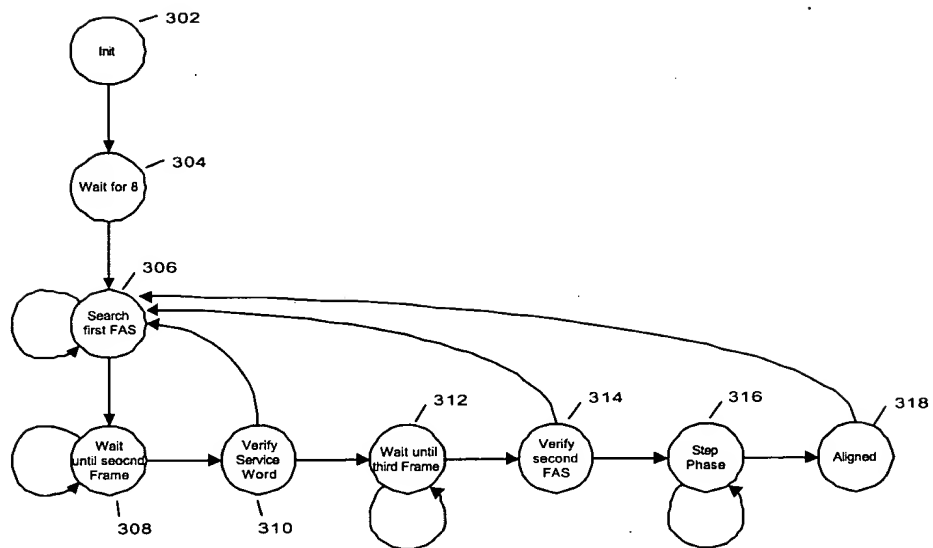 302
Init
304
Wait for 8
306
Search
first FAS
312
314
316
318
Wait
until seocnd
Frame
Verify
Service
Word
Wait until
third Frame
Verify
second
FAS
Step
Phase
Aligned
308
310